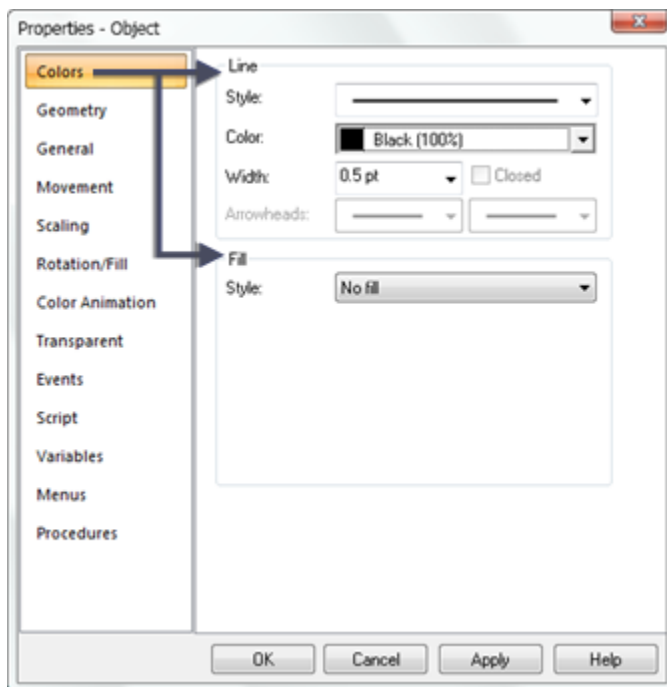 Properties - Object
Colors
Geometry
General
Movement
Scaling
Rotation/Fill
Color Animation
Transparent
Events
Script
Variables
Menus
Procedures
Line
Style:
Color: Black (100%)
Width: 0.5 pt Closed
Arrowheads:
Fill
Style: No fill
OK Cancel Apply Help